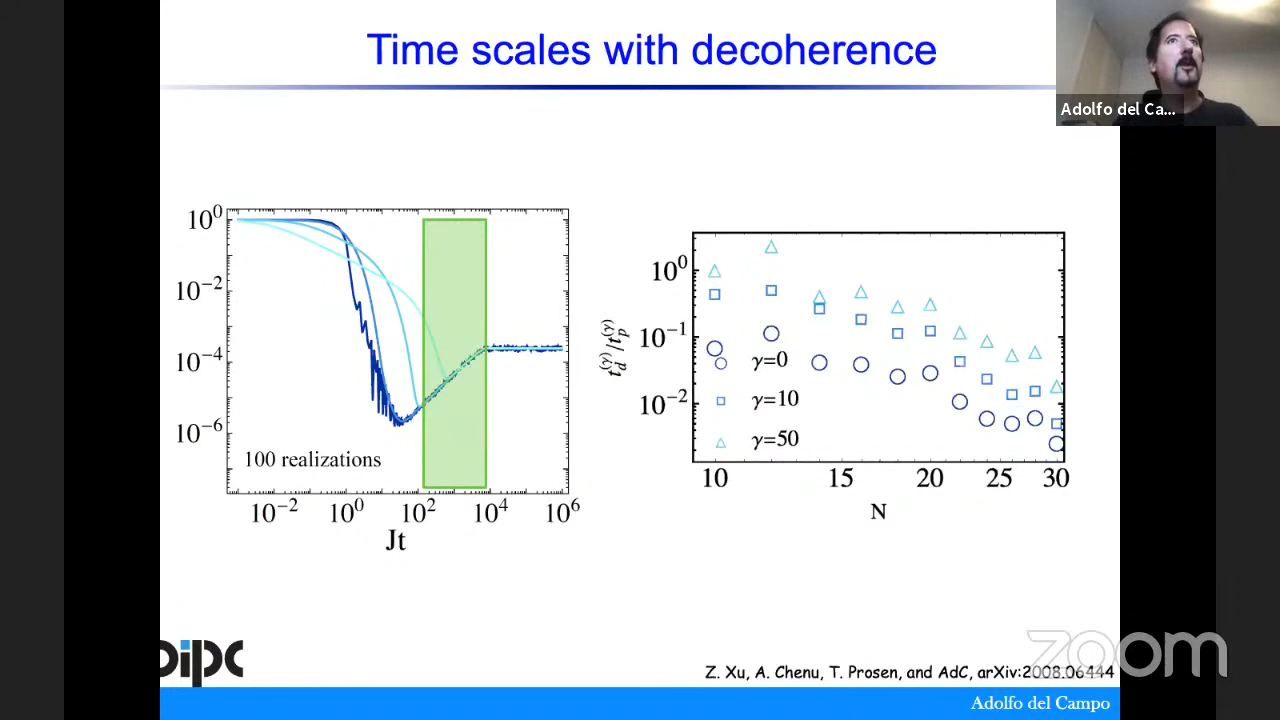 Time scales with decoherence
Adolfo del Ca...
10⁰
10⁻²
10⁻⁴
10⁻⁶
100 realizations
10⁻² 10⁰ 10² 10⁴ 10⁶
Jt
10⁰
10⁻¹
10⁻²
t_d^(γ)/t_p^(γ)
γ=0
γ=10
γ=50
10 15 20 25 30
N
dipc
zoom
Z. Xu, A. Chenu, T. Prosen, and AdC, arXiv:2008.06444
Adolfo del Campo